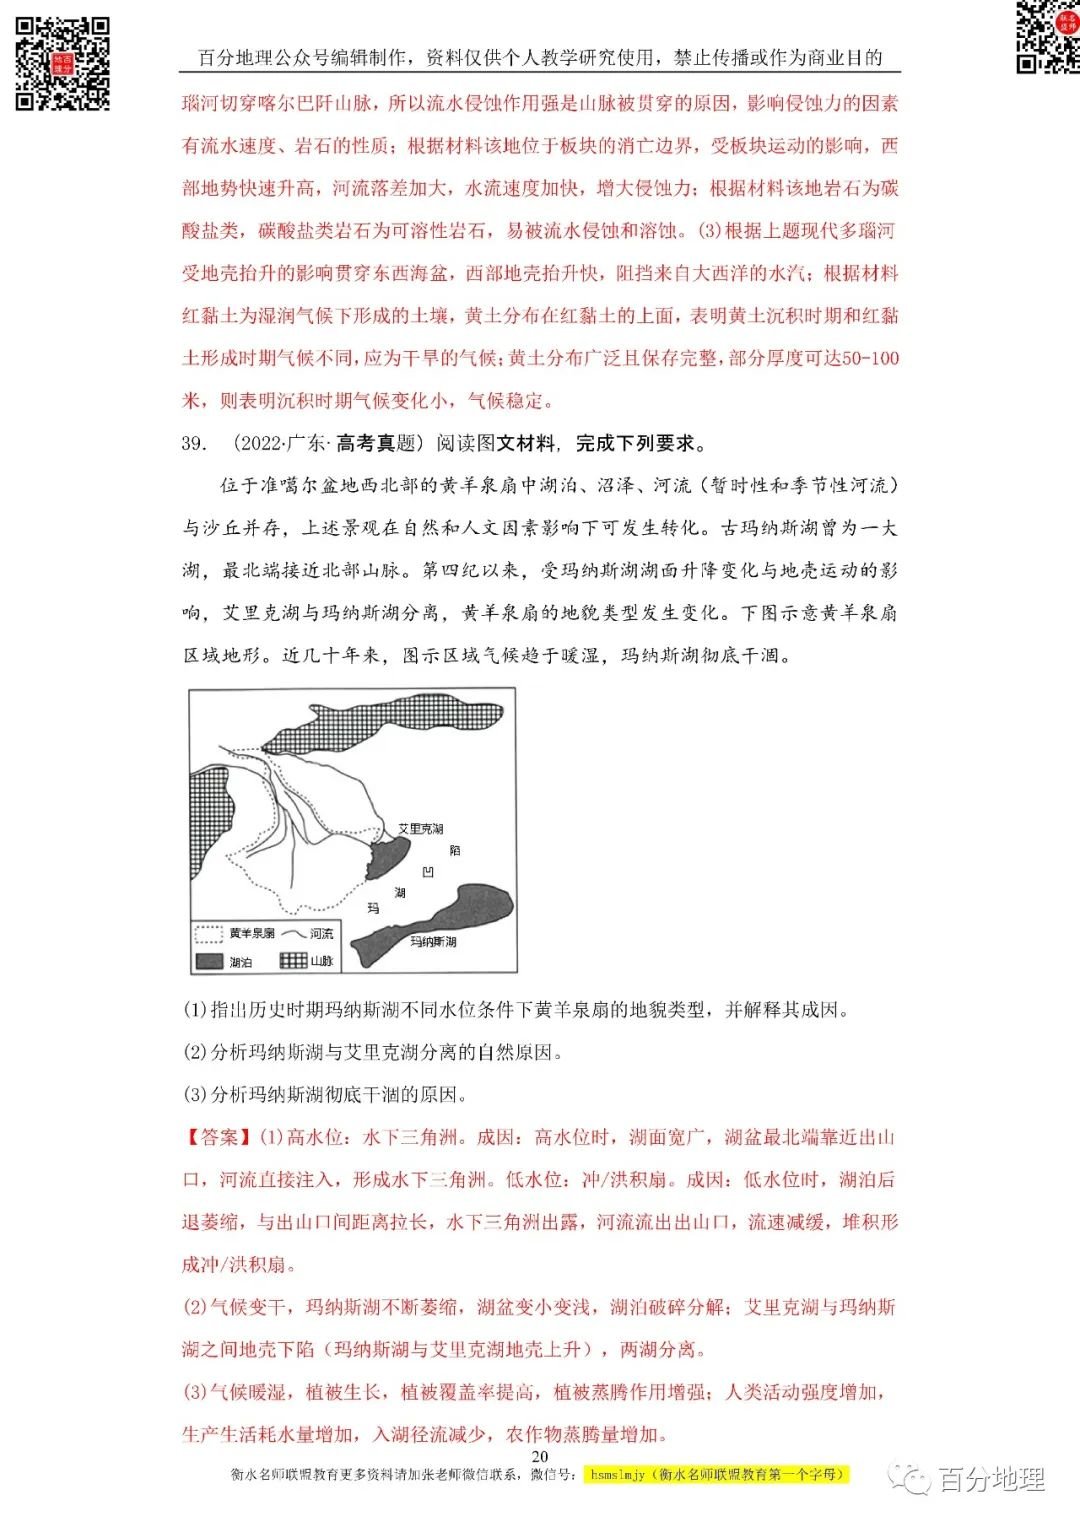 百分地理公众号编辑制作，资料仅供个人教学研究使用，禁止传播或作为商业目的
地百
理分
联名
盟师
瑙河切穿喀尔巴阡山脉，所以流水侵蚀作用强是山脉被贯穿的原因，影响侵蚀力的因素
有流水速度、岩石的性质；根据材料该地位于板块的消亡边界，受板块运动的影响，西
部地势快速升高，河流落差加大，水流速度加快，增大侵蚀力；根据材料该地岩石为碳
酸盐类，碳酸盐类岩石为可溶性岩石，易被流水侵蚀和溶蚀。(3)根据上题现代多瑙河
受地壳抬升的影响贯穿东西海盆，西部地壳抬升快，阻挡来自大西洋的水汽；根据材料
红黏土为湿润气候下形成的土壤，黄土分布在红黏土的上面，表明黄土沉积时期和红黏
土形成时期气候不同，应为干旱的气候；黄土分布广泛且保存完整，部分厚度可达50-100
米，则表明沉积时期气候变化小，气候稳定。
39．（2022·广东·高考真题）阅读图文材料，完成下列要求。
位于准噶尔盆地西北部的黄羊泉扇中湖泊、沼泽、河流（暂时性和季节性河流）
与沙丘并存，上述景观在自然和人文因素影响下可发生转化。古玛纳斯湖曾为一大
湖，最北端接近北部山脉。第四纪以来，受玛纳斯湖湖面升降变化与地壳运动的影
响，艾里克湖与玛纳斯湖分离，黄羊泉扇的地貌类型发生变化。下图示意黄羊泉扇
区域地形。近几十年来，图示区域气候趋于暖湿，玛纳斯湖彻底干涸。
艾里克湖
玛湖凹陷
玛纳斯湖
黄羊泉扇 河流
湖泊 山脉
(1)指出历史时期玛纳斯湖不同水位条件下黄羊泉扇的地貌类型，并解释其成因。
(2)分析玛纳斯湖与艾里克湖分离的自然原因。
(3)分析玛纳斯湖彻底干涸的原因。
【答案】(1)高水位：水下三角洲。成因：高水位时，湖面宽广，湖盆最北端靠近出山
口，河流直接注入，形成水下三角洲。低水位：冲/洪积扇。成因：低水位时，湖泊后
退萎缩，与出山口间距离拉长，水下三角洲出露，河流流出出山口，流速减缓，堆积形
成冲/洪积扇。
(2)气候变干，玛纳斯湖不断萎缩，湖盆变小变浅，湖泊破碎分解；艾里克湖与玛纳斯
湖之间地壳下陷（玛纳斯湖与艾里克湖地壳上升），两湖分离。
(3)气候暖湿，植被生长，植被覆盖率提高，植被蒸腾作用增强；人类活动强度增加，
生产生活耗水量增加，入湖径流减少，农作物蒸腾量增加。
20
衡水名师联盟教育更多资料请加张老师微信联系，微信号：hsmslmjy（衡水名师联盟教育第一个字母）
百分地理